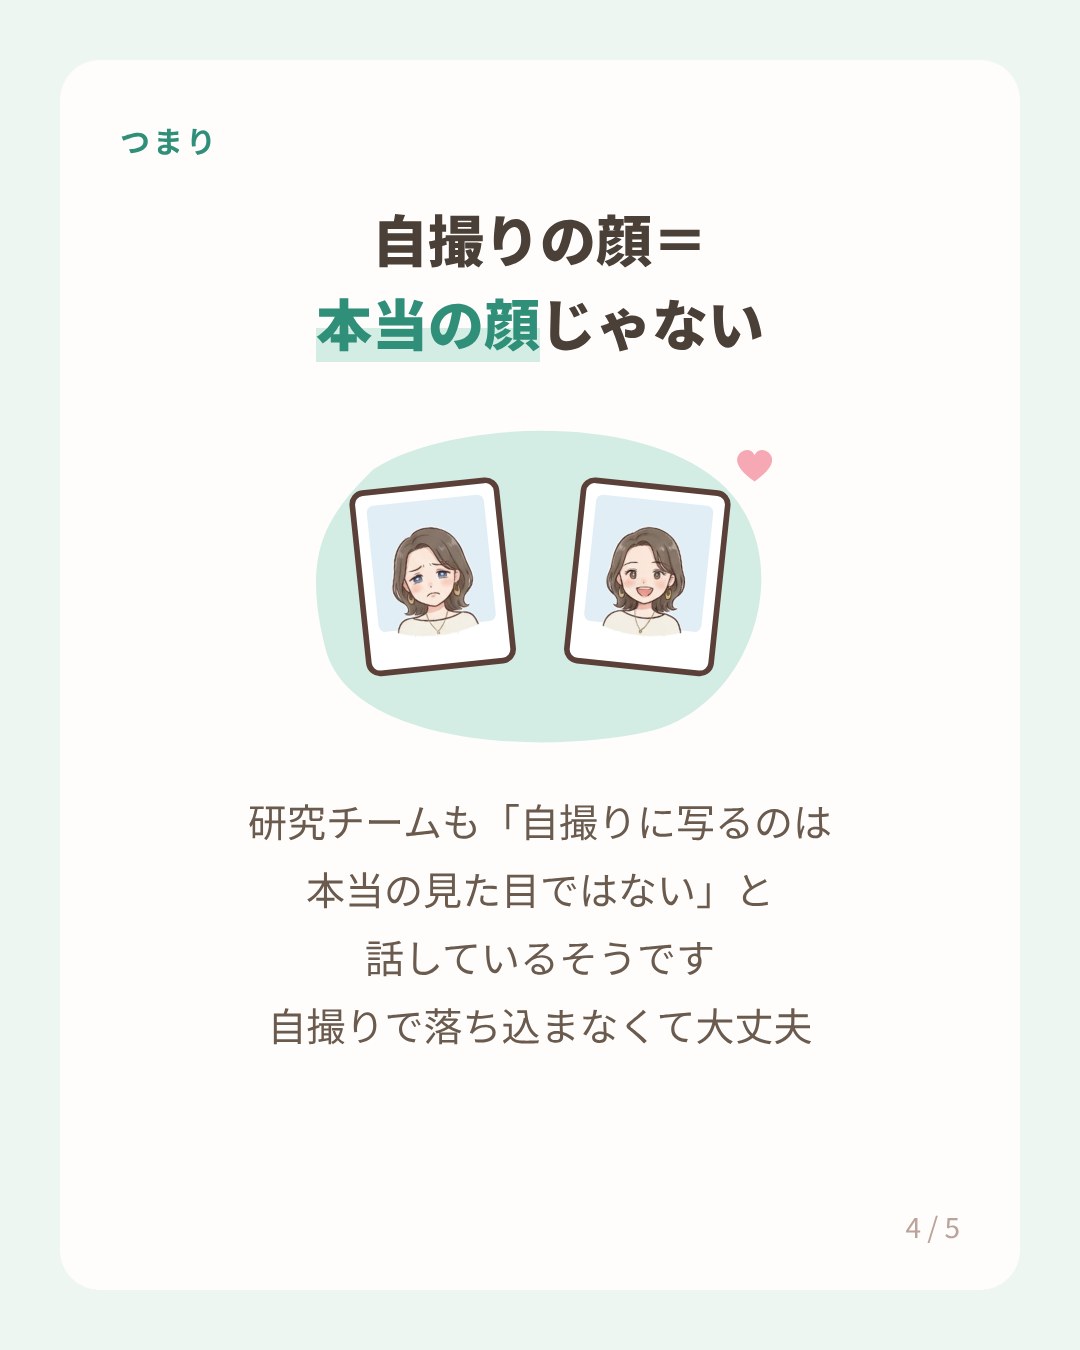 つまり
自撮りの顔＝
本当の顔じゃない
研究チームも「自撮りに写るのは
本当の見た目ではない」と
話しているそうです
自撮りで落ち込まなくて大丈夫
4 / 5